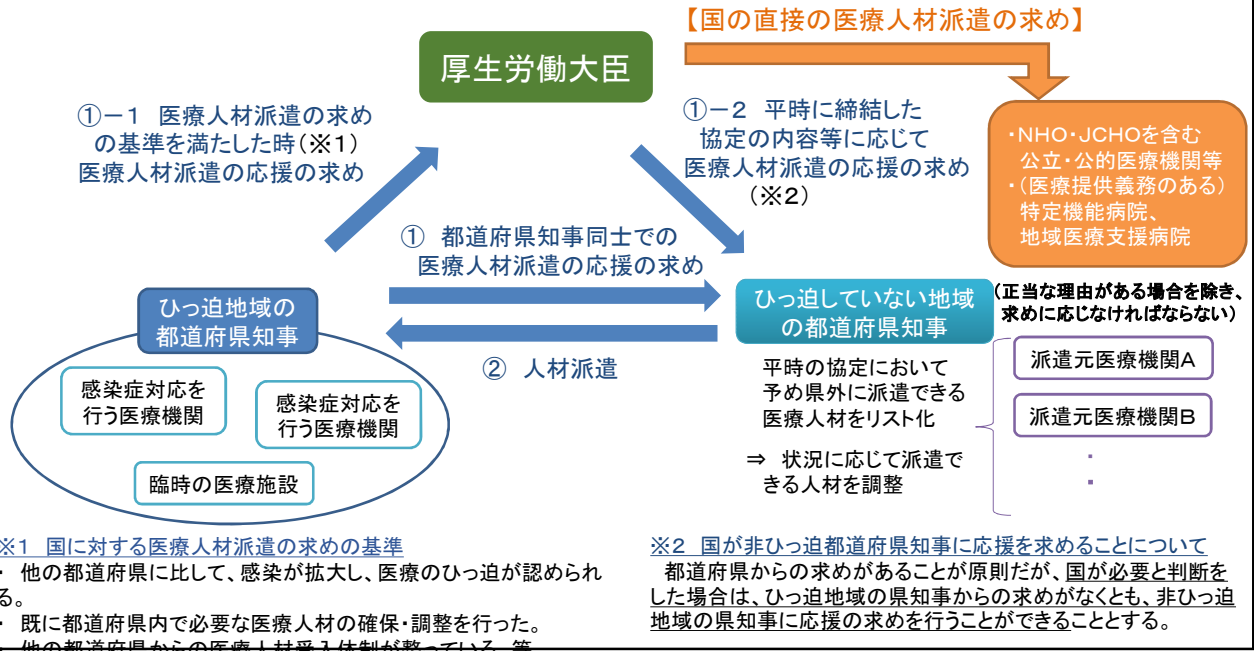 【国の直接の医療人材派遣の求め】
厚生労働大臣
①－１ 医療人材派遣の求め
の基準を満たした時(※1)
医療人材派遣の応援の求め
①－２ 平時に締結した
協定の内容等に応じて
医療人材派遣の応援の求め
(※2)
・NHO・JCHOを含む
公立・公的医療機関等
・(医療提供義務のある)
特定機能病院、
地域医療支援病院
① 都道府県知事同士での
医療人材派遣の応援の求め
ひっ迫地域の
都道府県知事
ひっ迫していない地域
の都道府県知事
(正当な理由がある場合を除き、
求めに応じなければならない)
② 人材派遣
感染症対応を
行う医療機関
感染症対応を
行う医療機関
臨時の医療施設
平時の協定において
予め県外に派遣できる
医療人材をリスト化
⇒ 状況に応じて派遣で
きる人材を調整
派遣元医療機関A
派遣元医療機関B
・
・
※1 国に対する医療人材派遣の求めの基準
・ 他の都道府県に比して、感染が拡大し、医療のひっ迫が認められ
る。
・ 既に都道府県内で必要な医療人材の確保・調整を行った。
・ 他の都道府県からの医療人材受入体制が整っている 等
※2 国が非ひっ迫都道府県知事に応援を求めることについて
都道府県からの求めがあることが原則だが、国が必要と判断を
した場合は、ひっ迫地域の県知事からの求めがなくとも、非ひっ迫
地域の県知事に応援の求めを行うことができることとする。